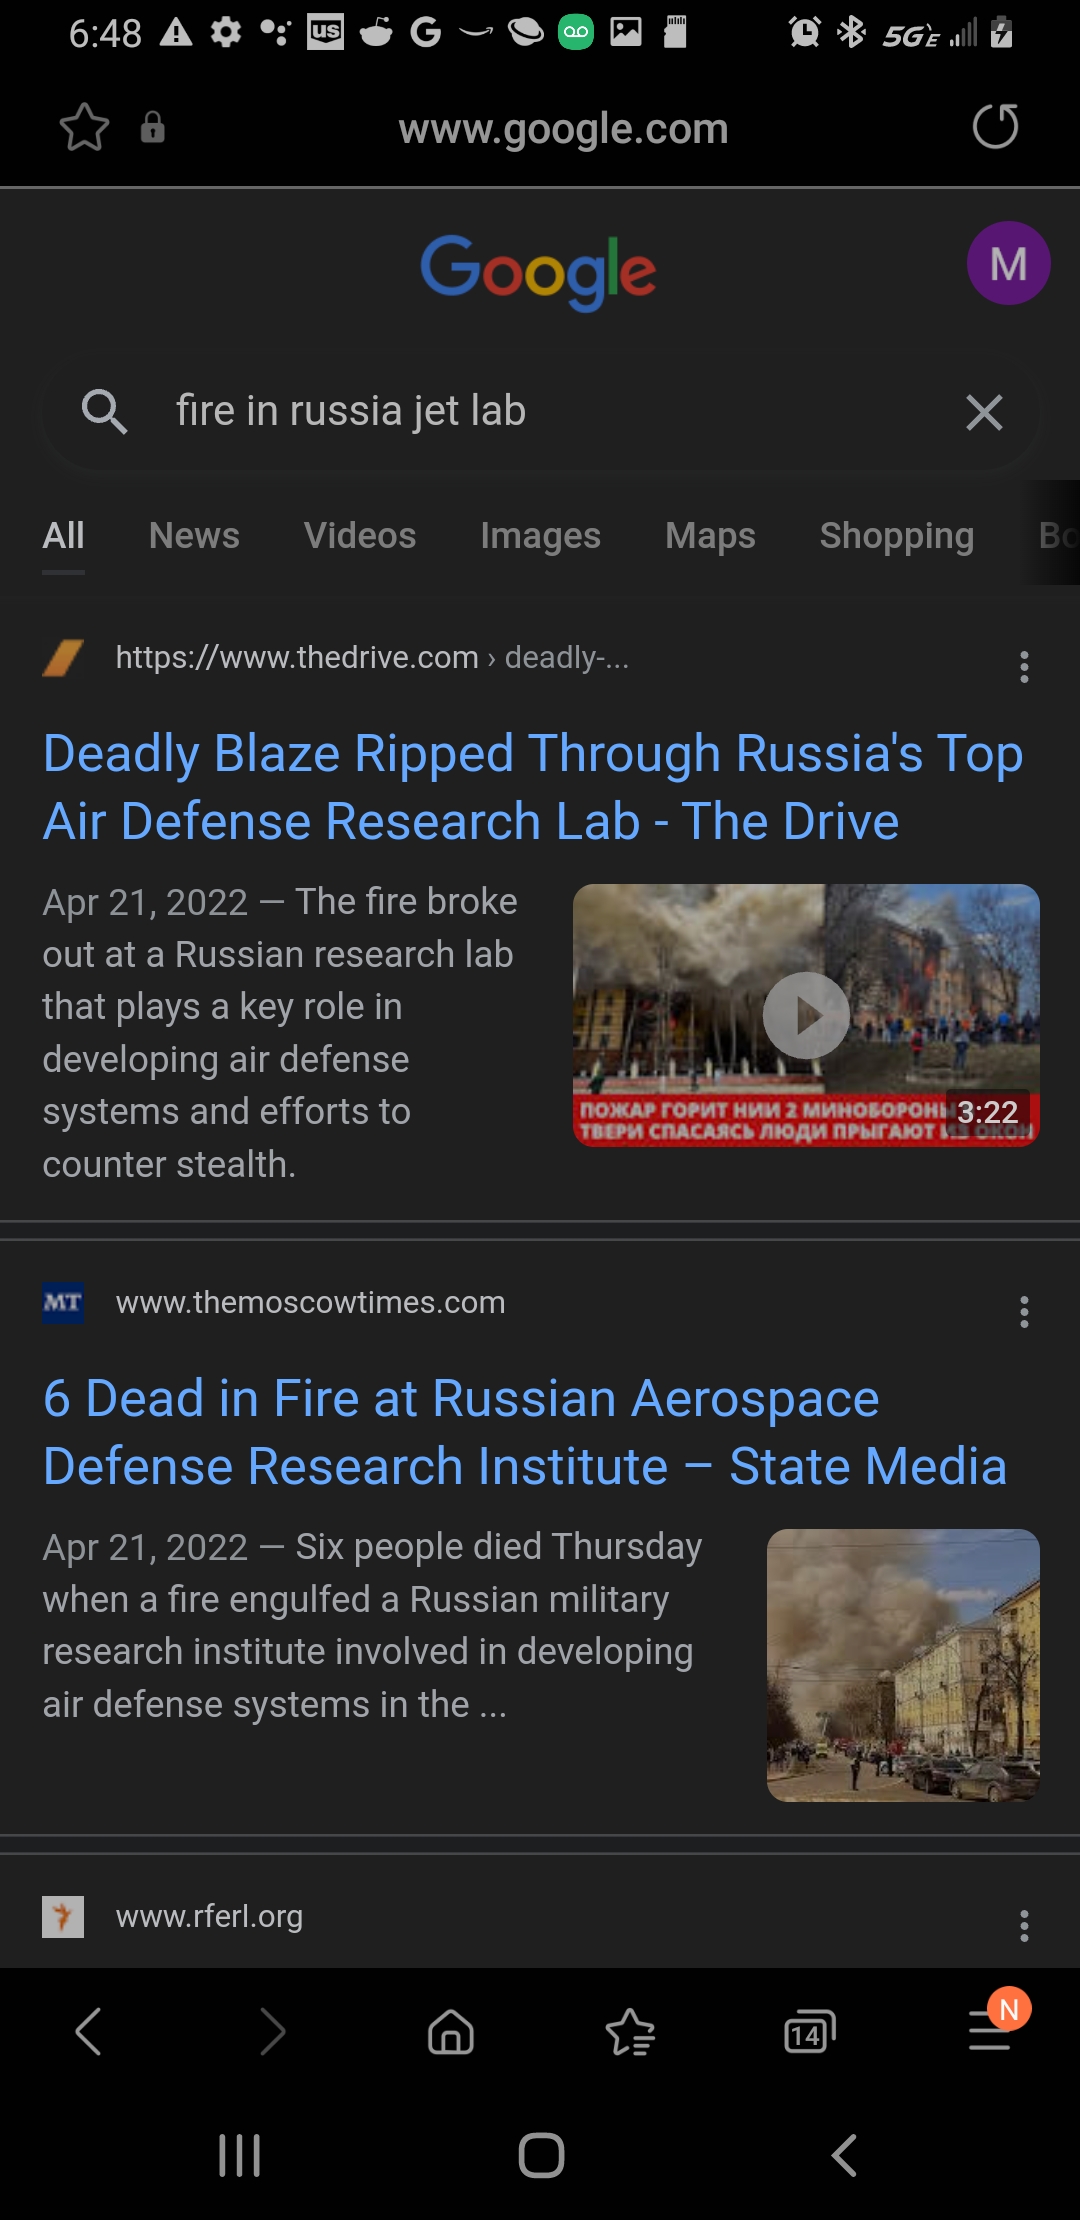 6:48
us
G
5GE
www.google.com
Google
M
fire in russia jet lab
All News Videos Images Maps Shopping Bo
https://www.thedrive.com › deadly-...
Deadly Blaze Ripped Through Russia's Top
Air Defense Research Lab - The Drive
Apr 21, 2022 — The fire broke
out at a Russian research lab
that plays a key role in
developing air defense
systems and efforts to
counter stealth.
ПОЖАР ГОРИТ НИИ 2 МИНОБОРОНЫ
ТВЕРИ СПАСАЯСЬ ЛЮДИ ПРЫГАЮТ ИЗ ОКОН
3:22
MT
www.themoscowtimes.com
6 Dead in Fire at Russian Aerospace
Defense Research Institute – State Media
Apr 21, 2022 — Six people died Thursday
when a fire engulfed a Russian military
research institute involved in developing
air defense systems in the ...
www.rferl.org
14
N